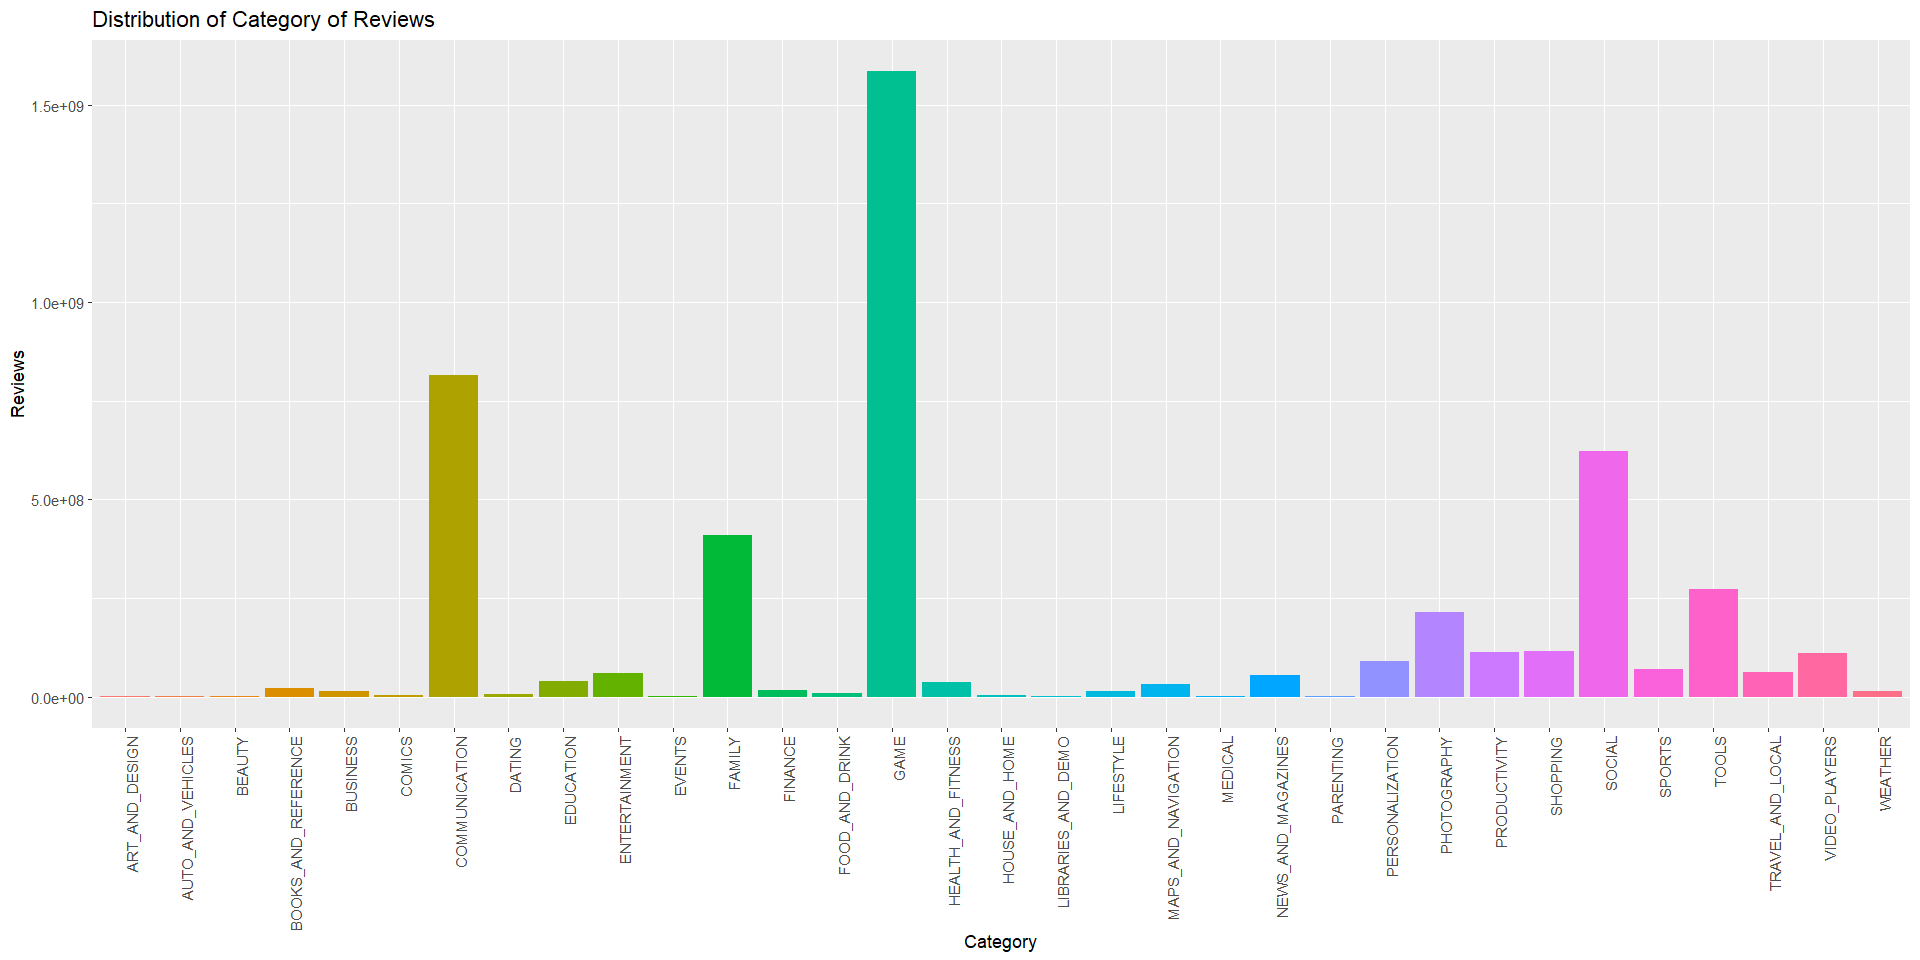 Distribution of Category of Reviews
1.5e+09
1.0e+09
5.0e+08
0.0e+00
Reviews
ART_AND_DESIGN
AUTO_AND_VEHICLES
BEAUTY
BOOKS_AND_REFERENCE
BUSINESS
COMICS
COMMUNICATION
DATING
EDUCATION
ENTERTAINMENT
EVENTS
FAMILY
FINANCE
FOOD_AND_DRINK
GAME
HEALTH_AND_FITNESS
HOUSE_AND_HOME
LIBRARIES_AND_DEMO
LIFESTYLE
MAPS_AND_NAVIGATION
MEDICAL
NEWS_AND_MAGAZINES
PARENTING
PERSONALIZATION
PHOTOGRAPHY
PRODUCTIVITY
SHOPPING
SOCIAL
SPORTS
TOOLS
TRAVEL_AND_LOCAL
VIDEO_PLAYERS
WEATHER
Category